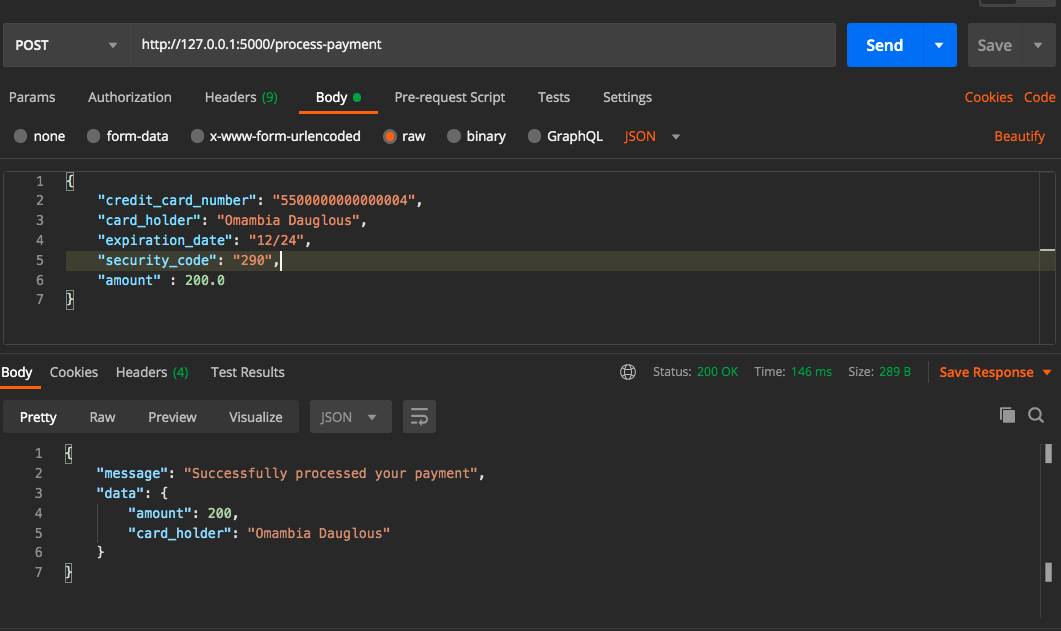 POST http://127.0.0.1:5000/process-payment Send Save
Params Authorization Headers (9) Body Pre-request Script Tests Settings Cookies Code
none form-data x-www-form-urlencoded raw binary GraphQL JSON Beautify
1 {
2 "credit_card_number": "5500000000000004",
3 "card_holder": "Omambia Dauglous",
4 "expiration_date": "12/24",
5 "security_code": "290",
6 "amount" : 200.0
7 }
Body Cookies Headers (4) Test Results Status: 200 OK Time: 146 ms Size: 289 B Save Response
Pretty Raw Preview Visualize JSON
1 {
2 "message": "Successfully processed your payment",
3 "data": {
4 "amount": 200,
5 "card_holder": "Omambia Dauglous"
6 }
7 }